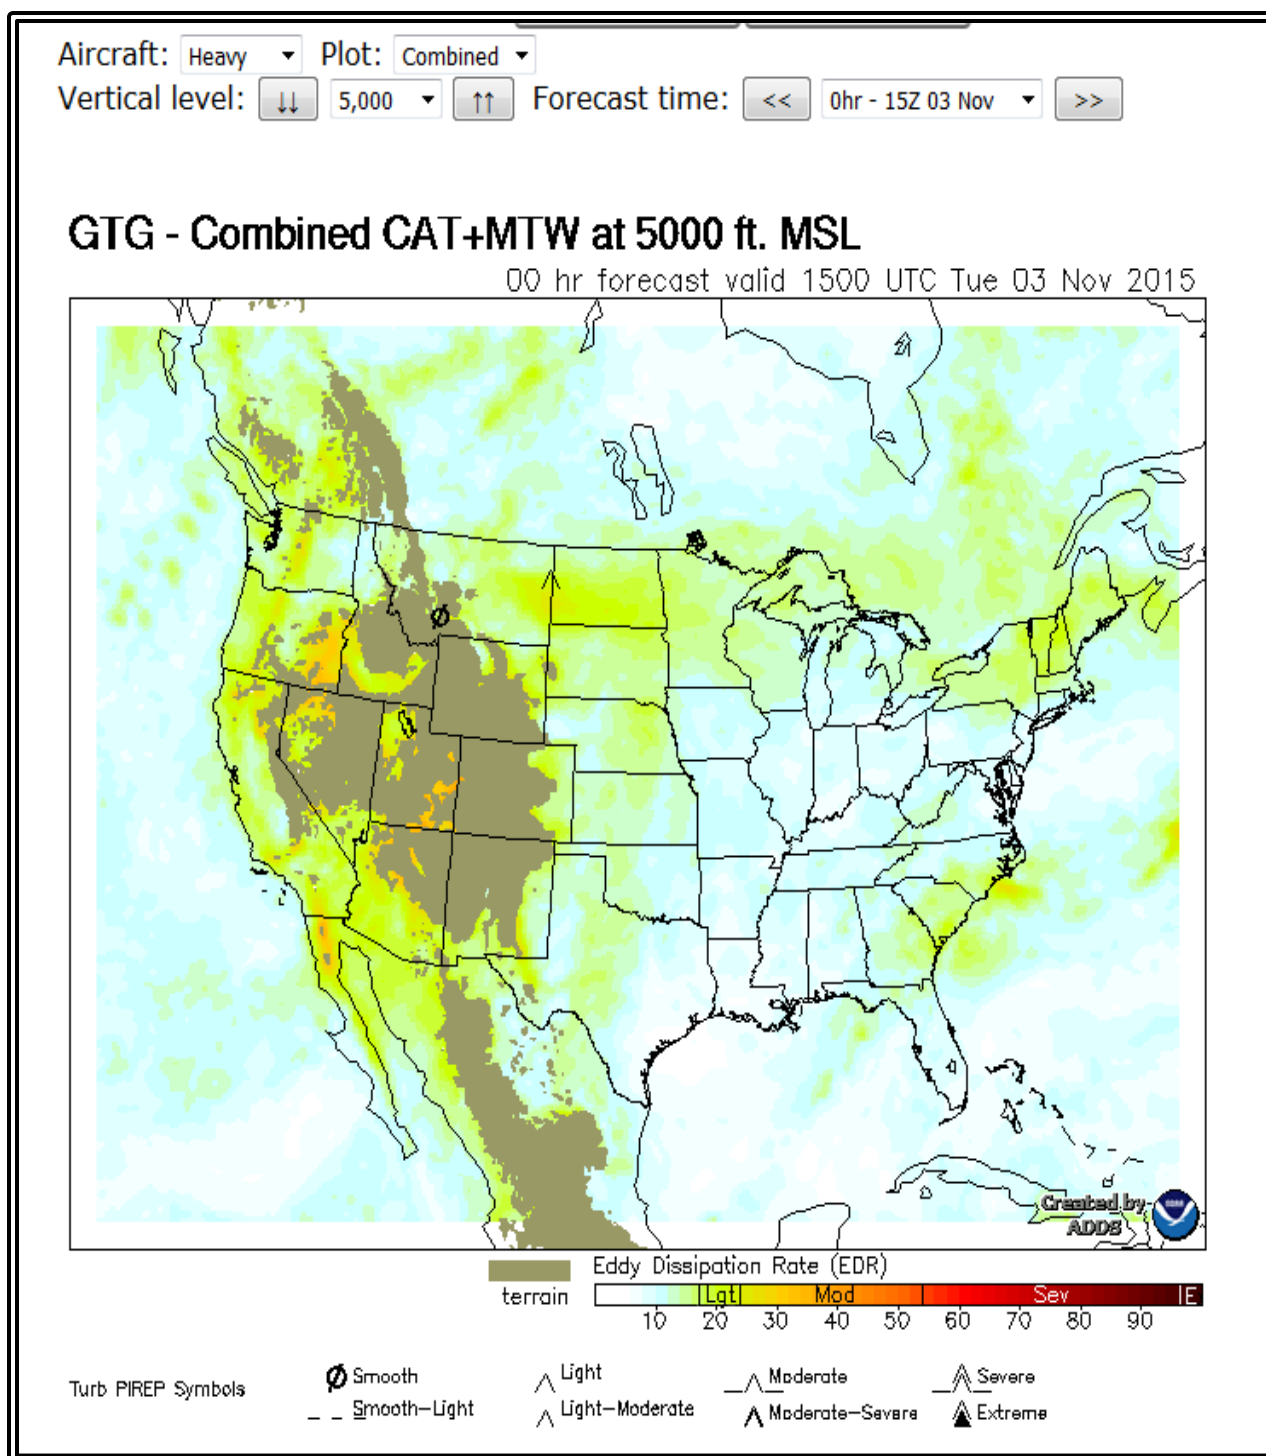 Aircraft: Heavy Plot: Combined
Vertical level: ↓↓ 5,000 ↑↑ Forecast time: << 0hr - 15Z 03 Nov >>
GTG - Combined CAT+MTW at 5000 ft. MSL
00 hr forecast valid 1500 UTC Tue 03 Nov 2015
Created by
ADDS
Eddy Dissipation Rate (EDR)
terrain
Lgt Mod Sev E
10 20 30 40 50 60 70 80 90
Turb PIREP Symbols
Smooth Light Moderate Severe
Smooth-Light Light-Moderate Moderate-Severe Extreme